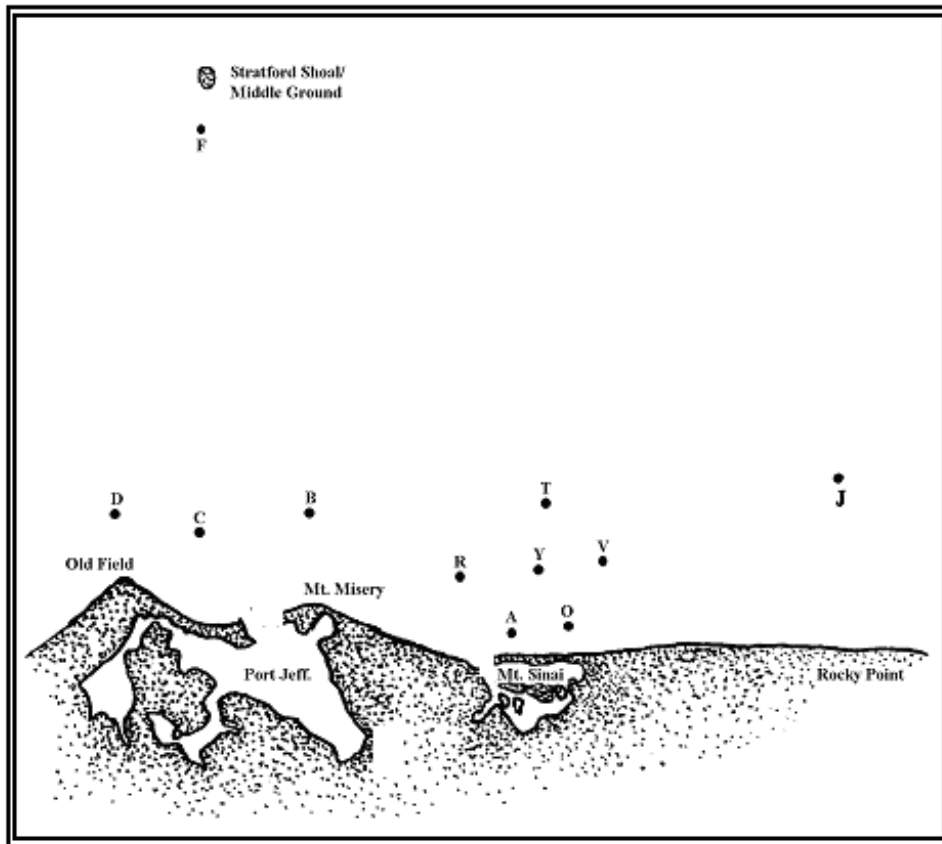 Stratford Shoal/
Middle Ground
F
D
C
B
T
J
R
Y
V
Old Field
Mt. Misery
A
O
Port Jeff.
Mt. Sinai
Rocky Point